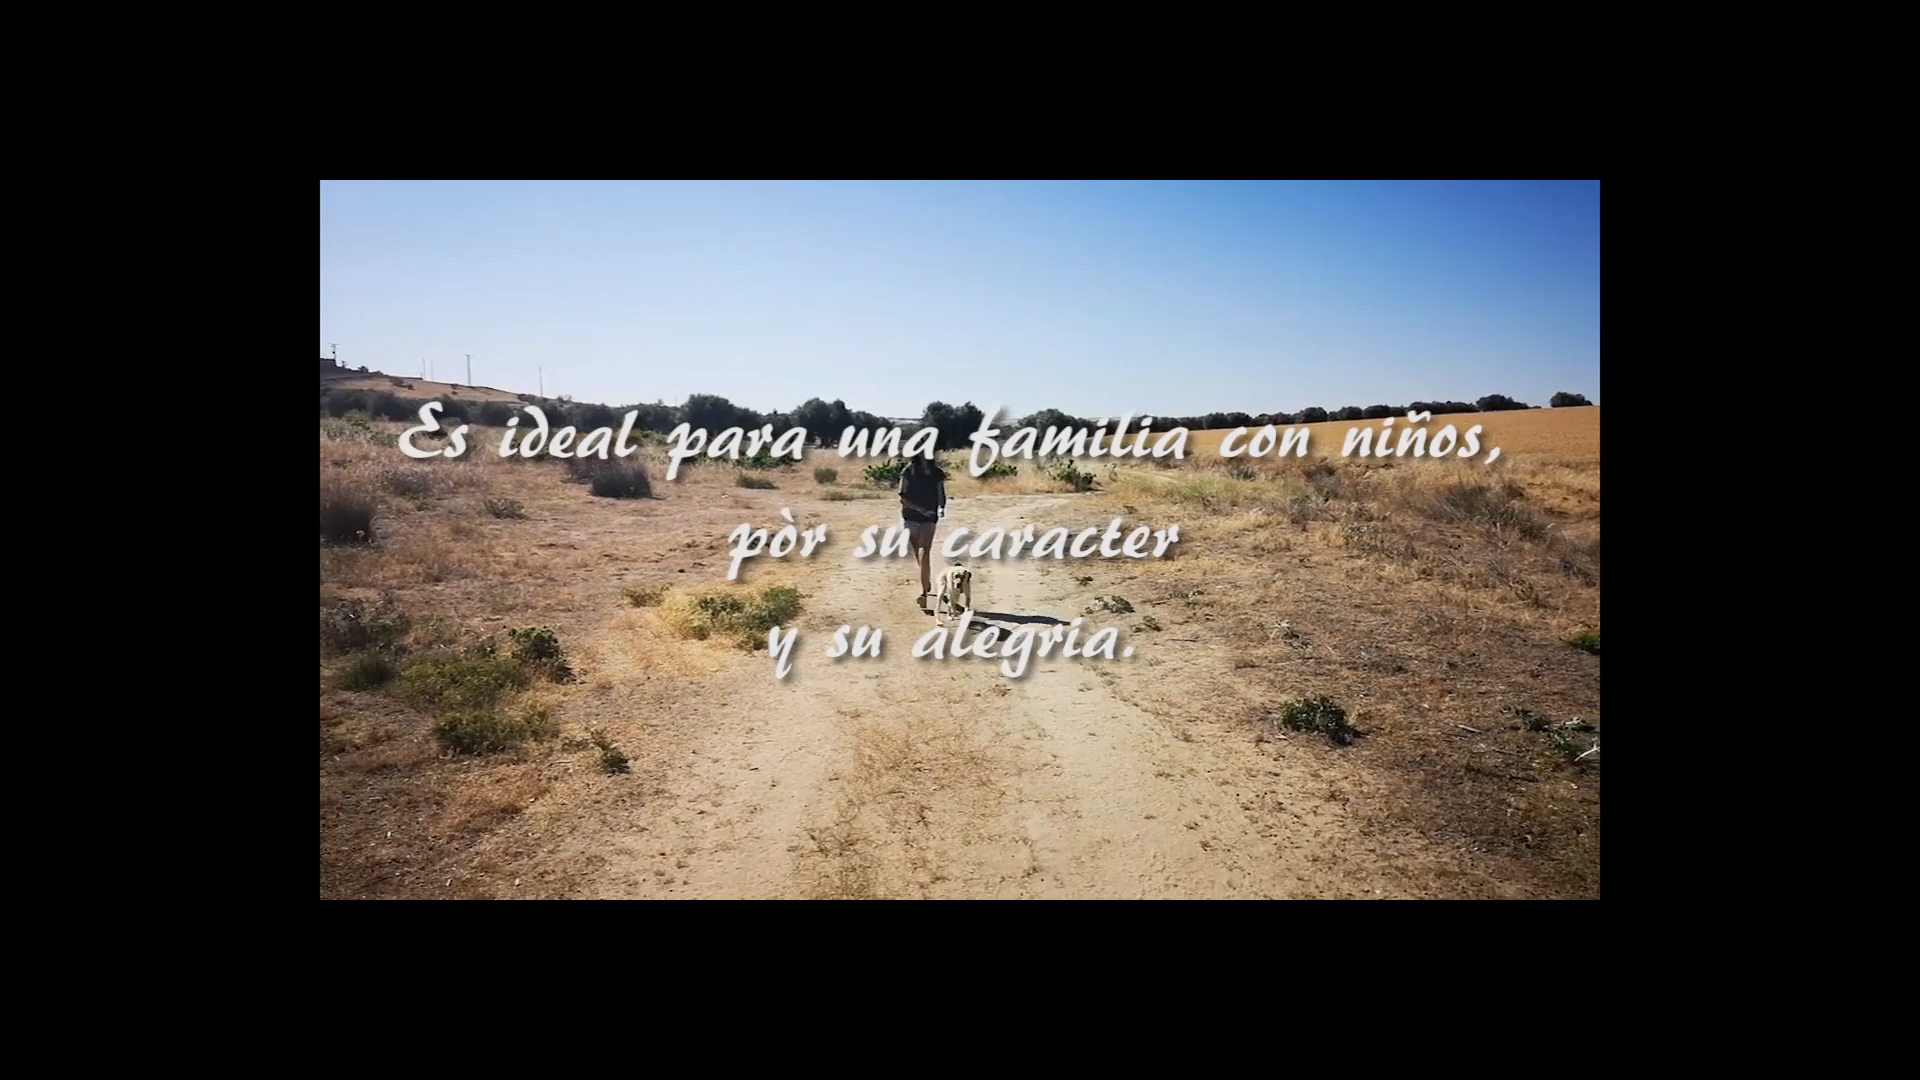 Es ideal para una familia con niños,
pòr su caracter
y su alegria.